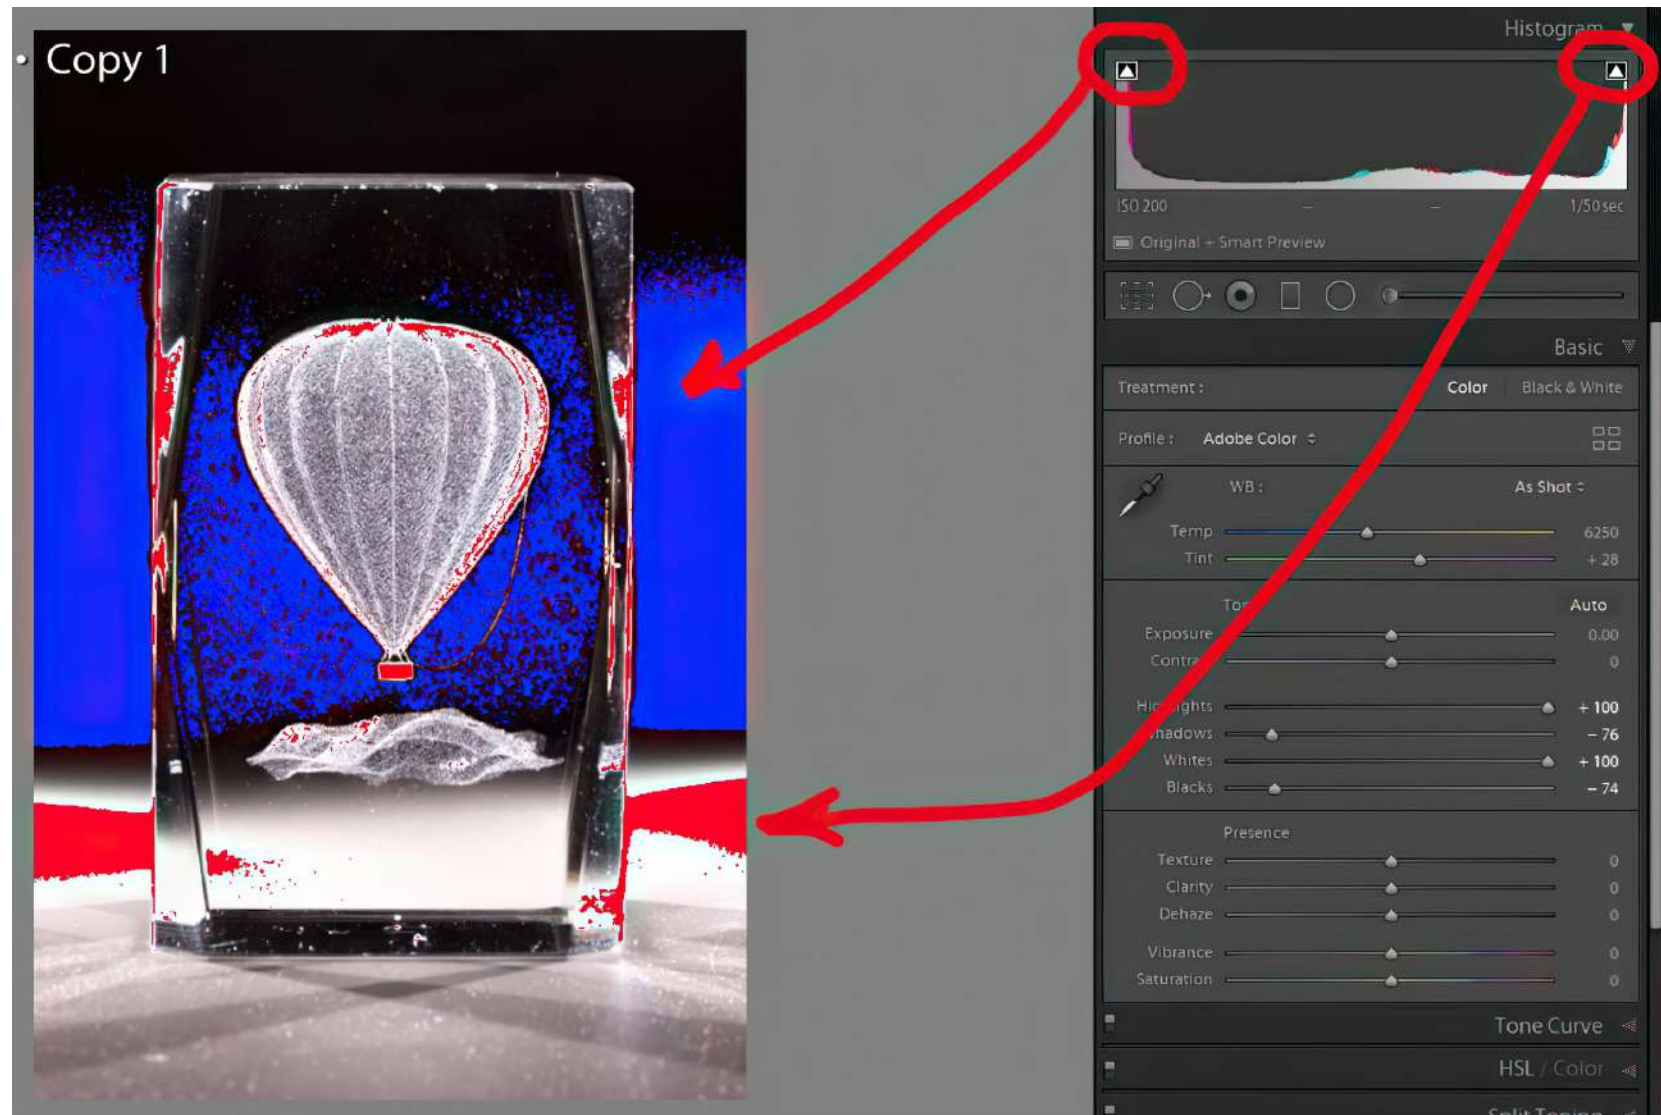 Copy 1
Histogram
ISO 200 – – 1/50 sec
Original + Smart Preview
Basic
Treatment : Color Black & White
Profile : Adobe Color
WB : As Shot
Temp 6250
Tint + 28
Auto
Exposure 0.00
0
+ 100
– 76
Whites + 100
Blacks – 74
Presence
Texture 0
Clarity 0
Dehaze 0
Vibrance 0
Saturation 0
Tone Curve
HSL / Color
Split Toning